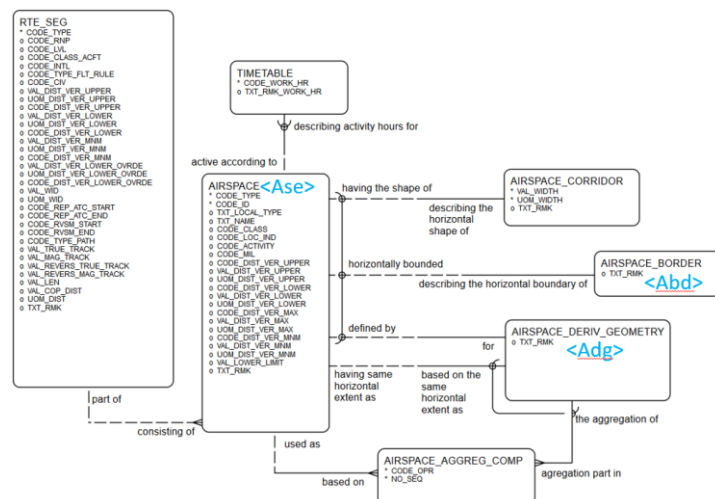 RTE_SEG
* CODE_TYPE
o CODE_RNP
o CODE_LVL
o CODE_CLASS_ACFT
o CODE_INTL
o CODE_TYPE_FLT_RULE
o CODE_CIV
o VAL_DIST_VER_UPPER
o UOM_DIST_VER_UPPER
o CODE_DIST_VER_UPPER
o VAL_DIST_VER_LOWER
o UOM_DIST_VER_LOWER
o CODE_DIST_VER_LOWER
o VAL_DIST_VER_MNM
o UOM_DIST_VER_MNM
o CODE_DIST_VER_MNM
o VAL_DIST_VER_LOWER_OVRDE
o UOM_DIST_VER_LOWER_OVRDE
o CODE_DIST_VER_LOWER_OVRDE
o VAL_WID
o UOM_WID
o CODE_REP_ATC_START
o CODE_REP_ATC_END
o CODE_RVSM_START
o CODE_RVSM_END
o CODE_TYPE_PATH
o VAL_TRUE_TRACK
o VAL_MAG_TRACK
o VAL_REVERS_TRUE_TRACK
o VAL_REVERS_MAG_TRACK
o VAL_LEN
o VAL_COP_DIST
o UOM_DIST
o TXT_RMK
part of
consisting of
TIMETABLE
* CODE_WORK_HR
o TXT_RMK_WORK_HR
describing activity hours for
active according to
AIRSPACE <Ase>
* CODE_TYPE
* CODE_ID
o TXT_LOCAL_TYPE
o TXT_NAME
o CODE_CLASS
o CODE_LOC_IND
o CODE_ACTIVITY
o CODE_MIL
o CODE_DIST_VER_UPPER
o VAL_DIST_VER_UPPER
o UOM_DIST_VER_UPPER
o CODE_DIST_VER_LOWER
o VAL_DIST_VER_LOWER
o UOM_DIST_VER_LOWER
o CODE_DIST_VER_MAX
o VAL_DIST_VER_MAX
o UOM_DIST_VER_MAX
o CODE_DIST_VER_MNM
o VAL_DIST_VER_MNM
o UOM_DIST_VER_MNM
o VAL_LOWER_LIMIT
o TXT_RMK
having the shape of
describing the
horizontal
shape of
AIRSPACE_CORRIDOR
* VAL_WIDTH
* UOM_WIDTH
o TXT_RMK
horizontally bounded
describing the horizontal boundary of
AIRSPACE_BORDER
o TXT_RMK
<Abd>
defined by
for
AIRSPACE_DERIV_GEOMETRY
o TXT_RMK
<Adg>
having same
horizontal
extent as
based on the
same
horizontal
extent as
the aggregation of
used as
based on
AIRSPACE_AGGREG_COMP
* CODE_OPR
* NO_SEQ
agregation part in